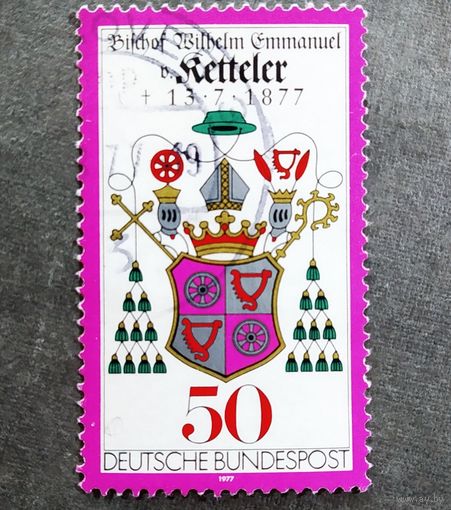 Bischof Wilhelm Emmanuel
v. Ketteler
† 13·7·1877
50
DEUTSCHE BUNDESPOST
1977